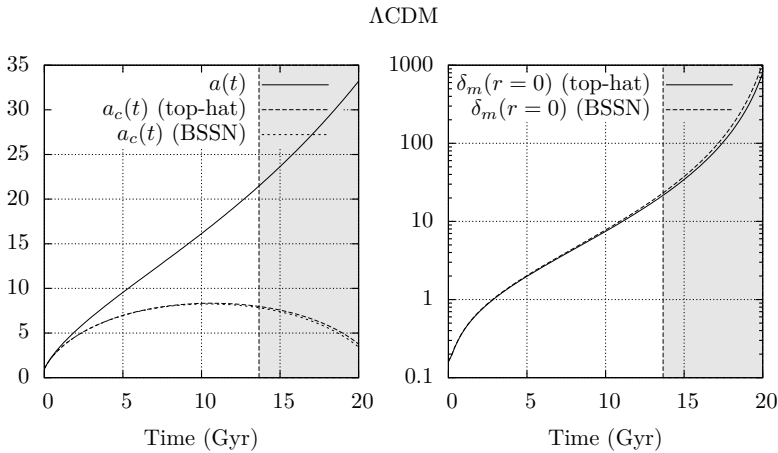 ΛCDM
35
30
25
20
15
10
5
0
a(t)
a_c(t) (top-hat)
a_c(t) (BSSN)
0 5 10 15 20
Time (Gyr)
1000
100
10
1
0.1
δ_m(r = 0) (top-hat)
δ_m(r = 0) (BSSN)
0 5 10 15 20
Time (Gyr)